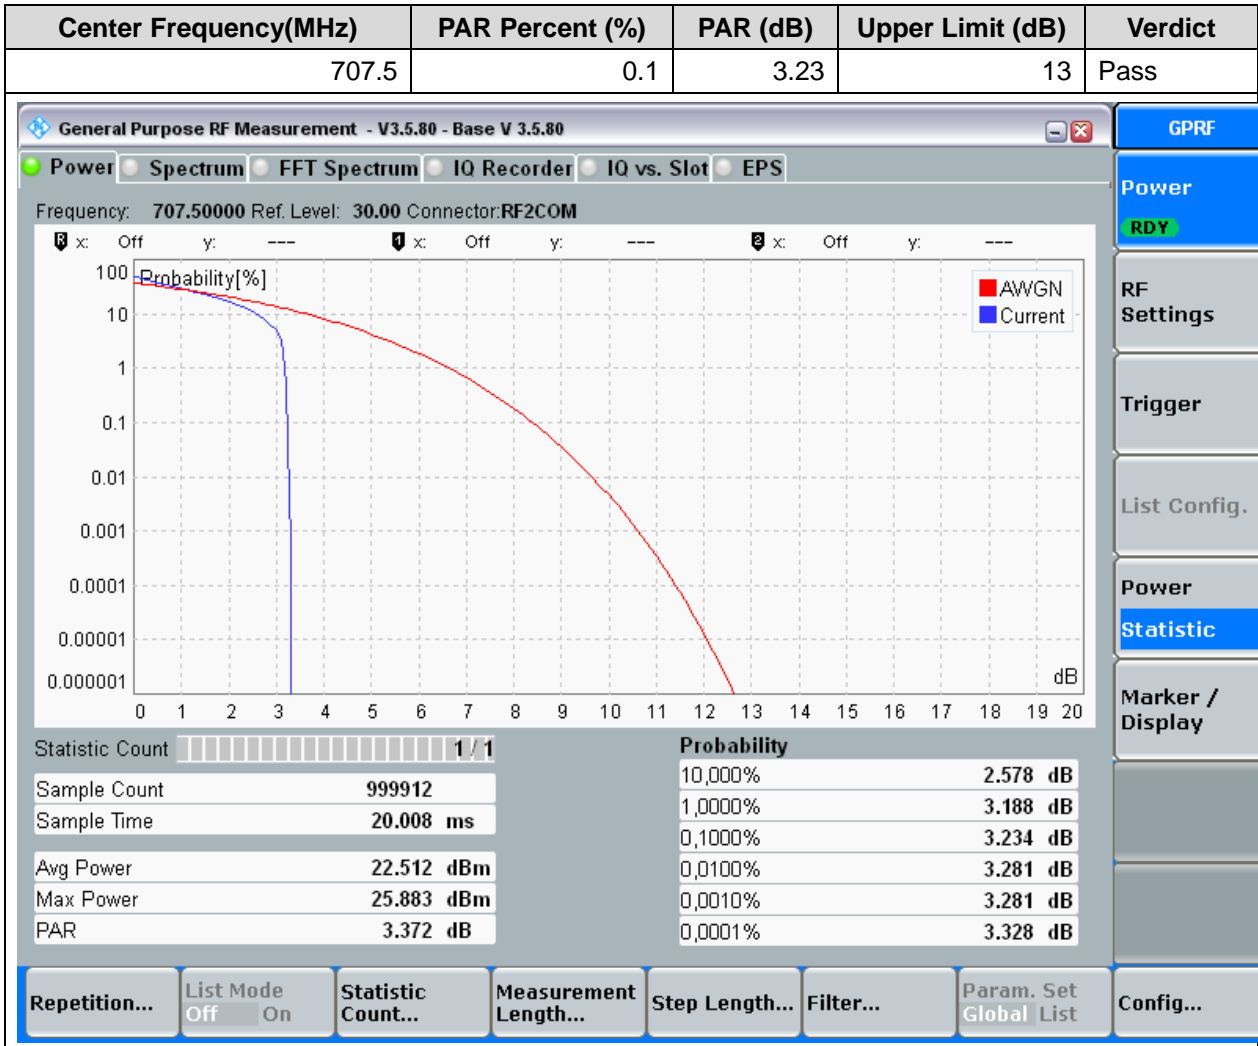 Center Frequency(MHz) PAR Percent (%) PAR (dB) Upper Limit (dB) Verdict
707.5 0.1 3.23 13 Pass
General Purpose RF Measurement - V3.5.80 - Base V 3.5.80
GPRF
Power Spectrum FFT Spectrum IQ Recorder IQ vs. Slot EPS
Frequency: 707.50000 Ref. Level: 30.00 Connector:RF2COM
R x: Off y: --- 1 x: Off y: --- 2 x: Off y: ---
Probability[%]
100
10
1
0.1
0.01
0.001
0.0001
0.00001
0.000001
AWGN
Current
dB
0 1 2 3 4 5 6 7 8 9 10 11 12 13 14 15 16 17 18 19 20
Statistic Count 1 / 1
Sample Count 999912
Sample Time 20.008 ms
Avg Power 22.512 dBm
Max Power 25.883 dBm
PAR 3.372 dB
Probability
10,000% 2.578 dB
1,0000% 3.188 dB
0,1000% 3.234 dB
0,0100% 3.281 dB
0,0010% 3.281 dB
0,0001% 3.328 dB
Power
RDY
RF
Settings
Trigger
List Config.
Power
Statistic
Marker /
Display
Repetition...
List Mode
Off On
Statistic
Count...
Measurement
Length...
Step Length...
Filter...
Param. Set
Global List
Config...